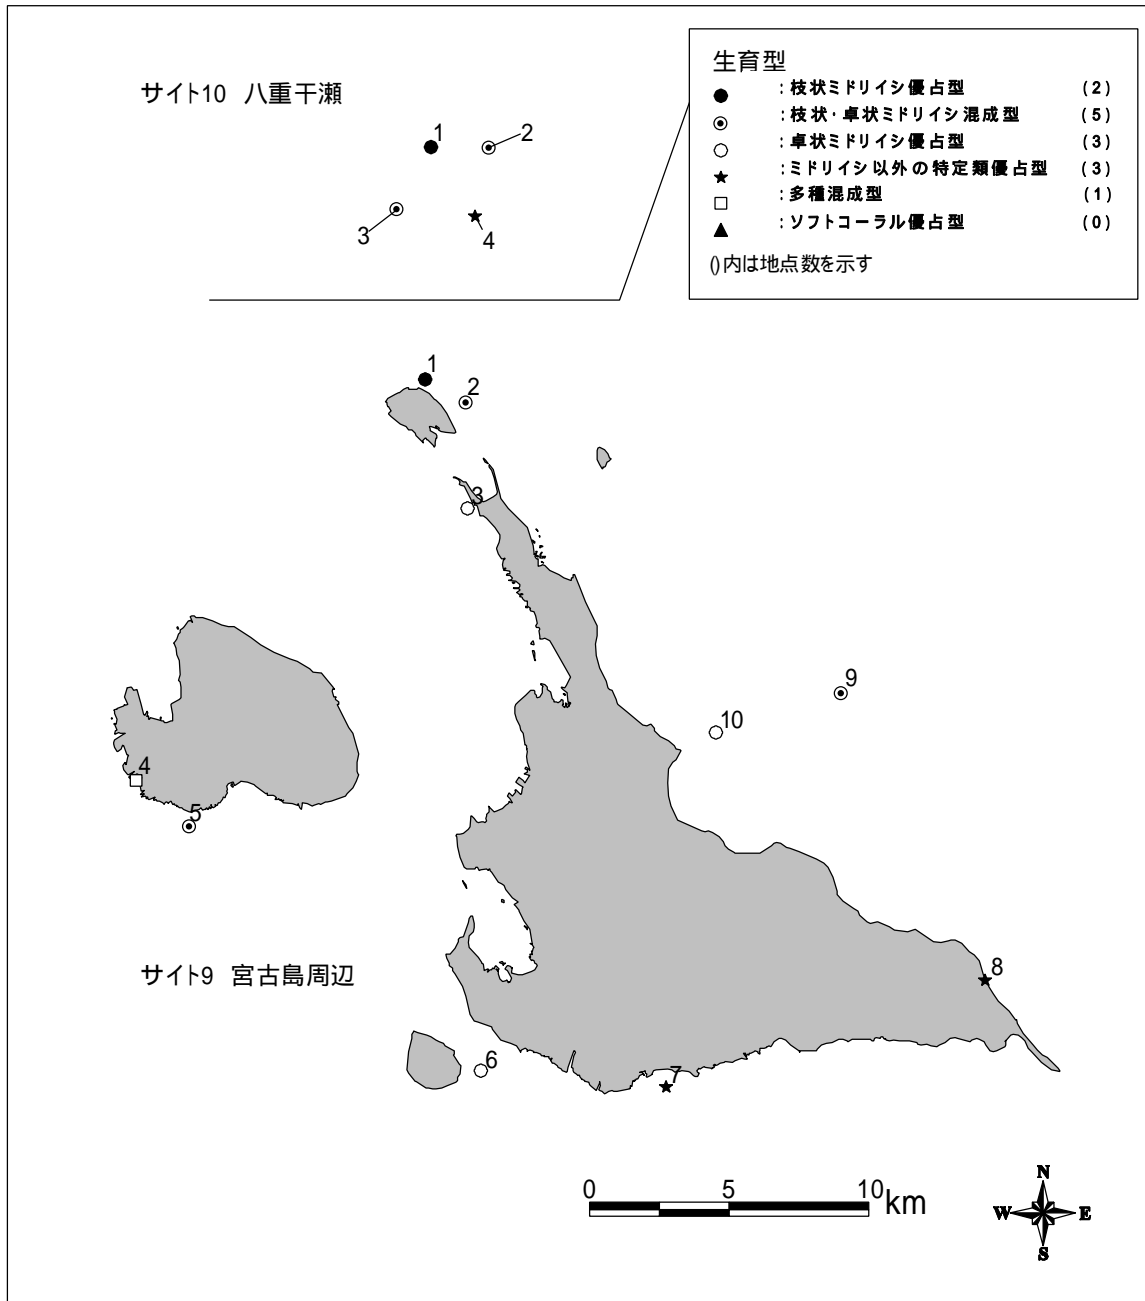 サイト10 八重干瀬
1
2
3
4
生育型
● :枝状ミドリイシ優占型 (2)
◉ :枝状・卓状ミドリイシ混成型 (5)
○ :卓状ミドリイシ優占型 (3)
★ :ミドリイシ以外の特定類優占型 (3)
□ :多種混成型 (1)
▲ :ソフトコーラル優占型 (0)
()内は地点数を示す
1
2
3
9
10
4
5
サイト9 宮古島周辺
8
6
7
0 5 10 km
N
W E
S